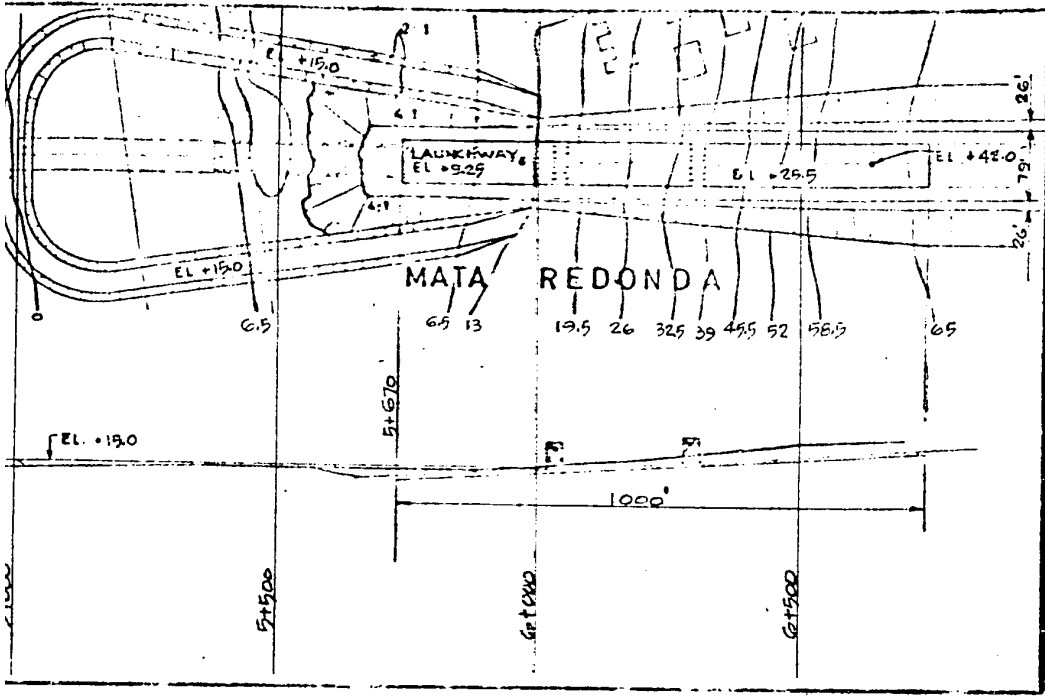 2:1
EL +15.0
4:1
LAUNCHWAY
EL +9.25
EL +42.0
EL +25.5
26'
79'
26'
4:1
EL +15.0
MATA REDONDA
0
6.5
6.5 13
19.5 26 32.5 39 45.5 52 58.5 65
5+670
EL. +15.0
1000'
5+500
6+000
6+500